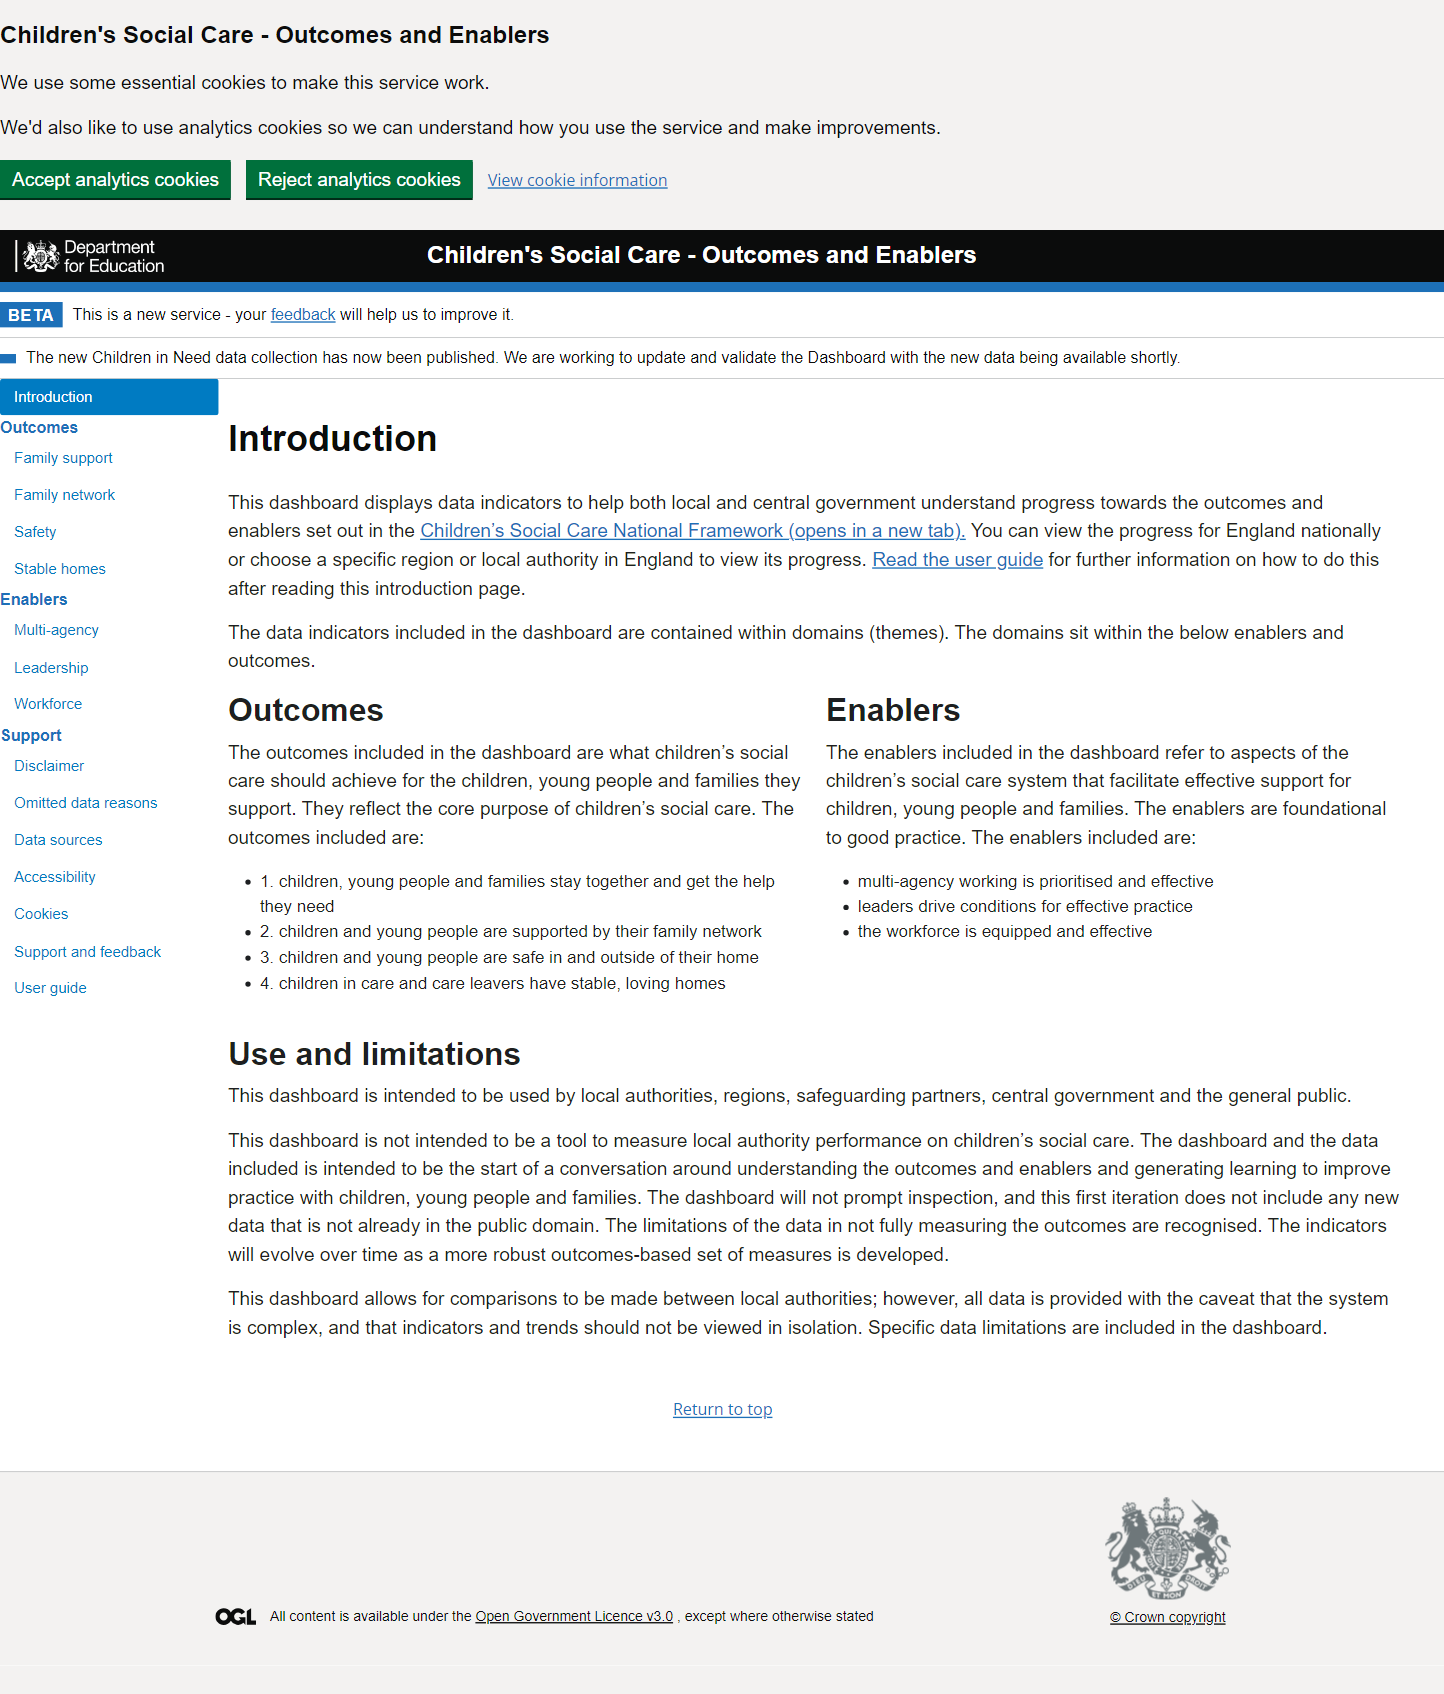 Children's Social Care - Outcomes and Enablers
We use some essential cookies to make this service work.
We'd also like to use analytics cookies so we can understand how you use the service and make improvements.
Accept analytics cookies Reject analytics cookies View cookie information
Department
for Education
Children's Social Care - Outcomes and Enablers
BETA This is a new service - your feedback will help us to improve it.
The new Children in Need data collection has now been published. We are working to update and validate the Dashboard with the new data being available shortly.
Introduction
Outcomes
Family support
Family network
Safety
Stable homes
Enablers
Multi-agency
Leadership
Workforce
Support
Disclaimer
Omitted data reasons
Data sources
Accessibility
Cookies
Support and feedback
User guide
Introduction
This dashboard displays data indicators to help both local and central government understand progress towards the outcomes and
enablers set out in the Children’s Social Care National Framework (opens in a new tab). You can view the progress for England nationally
or choose a specific region or local authority in England to view its progress. Read the user guide for further information on how to do this
after reading this introduction page.
The data indicators included in the dashboard are contained within domains (themes). The domains sit within the below enablers and
outcomes.
Outcomes
The outcomes included in the dashboard are what children’s social
care should achieve for the children, young people and families they
support. They reflect the core purpose of children’s social care. The
outcomes included are:
• 1. children, young people and families stay together and get the help
they need
• 2. children and young people are supported by their family network
• 3. children and young people are safe in and outside of their home
• 4. children in care and care leavers have stable, loving homes
Enablers
The enablers included in the dashboard refer to aspects of the
children’s social care system that facilitate effective support for
children, young people and families. The enablers are foundational
to good practice. The enablers included are:
• multi-agency working is prioritised and effective
• leaders drive conditions for effective practice
• the workforce is equipped and effective
Use and limitations
This dashboard is intended to be used by local authorities, regions, safeguarding partners, central government and the general public.
This dashboard is not intended to be a tool to measure local authority performance on children’s social care. The dashboard and the data
included is intended to be the start of a conversation around understanding the outcomes and enablers and generating learning to improve
practice with children, young people and families. The dashboard will not prompt inspection, and this first iteration does not include any new
data that is not already in the public domain. The limitations of the data in not fully measuring the outcomes are recognised. The indicators
will evolve over time as a more robust outcomes-based set of measures is developed.
This dashboard allows for comparisons to be made between local authorities; however, all data is provided with the caveat that the system
is complex, and that indicators and trends should not be viewed in isolation. Specific data limitations are included in the dashboard.
Return to top
OGL All content is available under the Open Government Licence v3.0 , except where otherwise stated
© Crown copyright